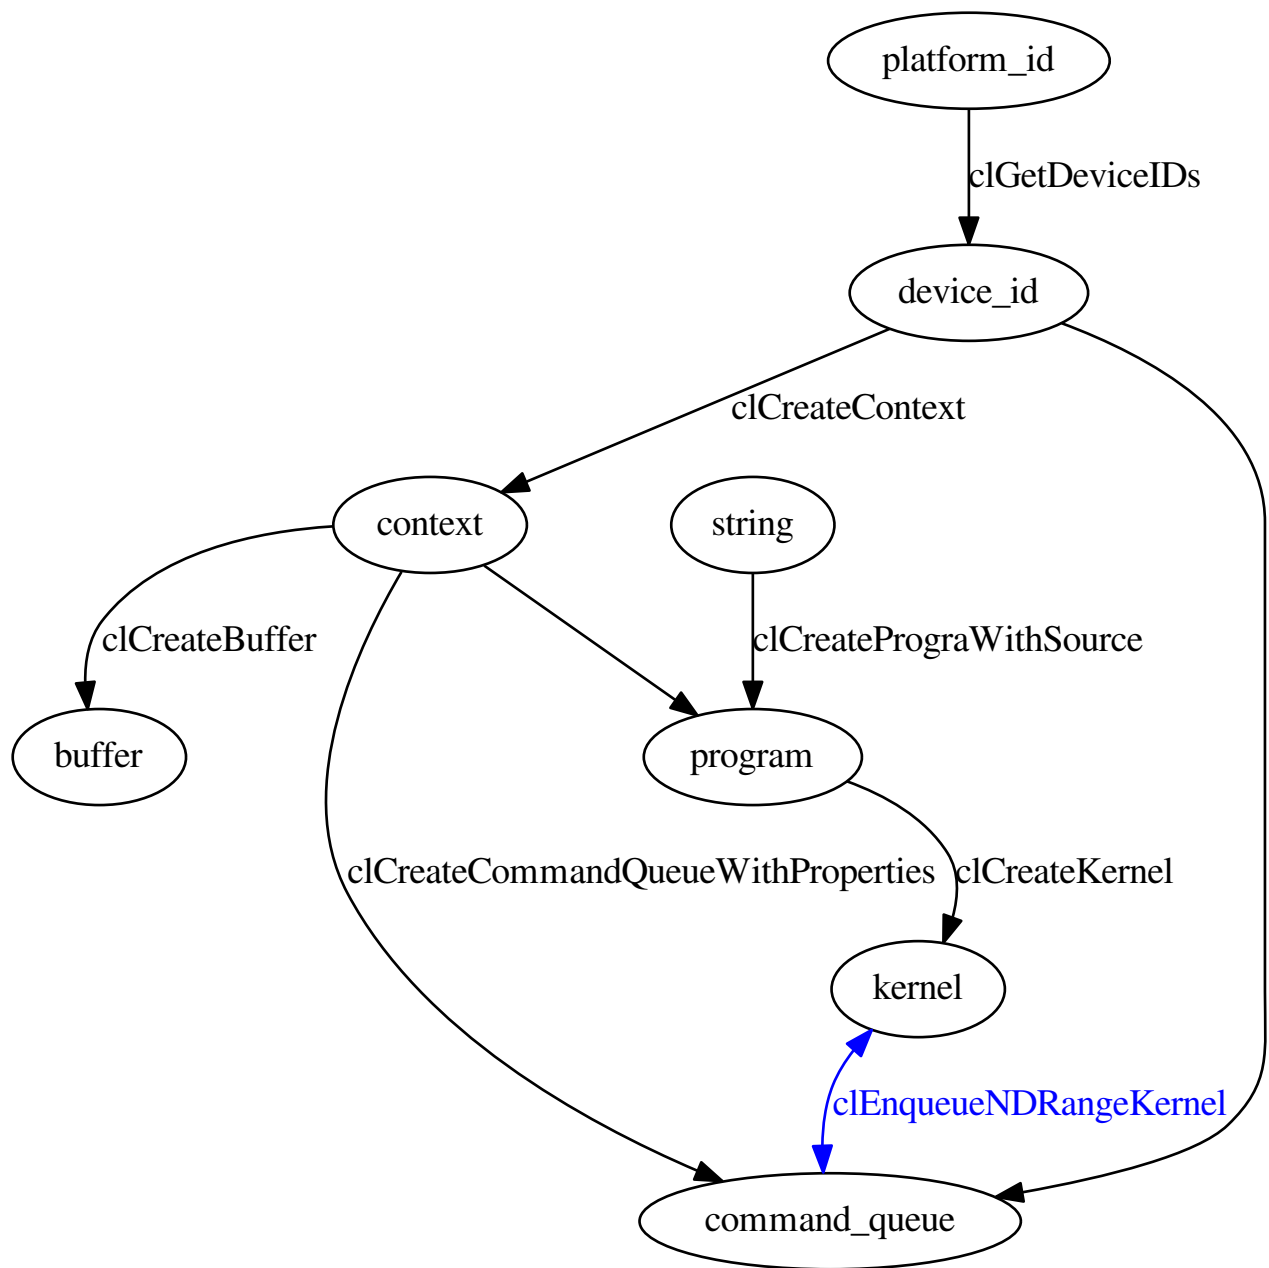 platform_id
clGetDeviceIDs
device_id
clCreateContext
context
string
clCreateBuffer
clCreatePrograWithSource
buffer
program
clCreateCommandQueueWithProperties
clCreateKernel
kernel
clEnqueueNDRangeKernel
command_queue